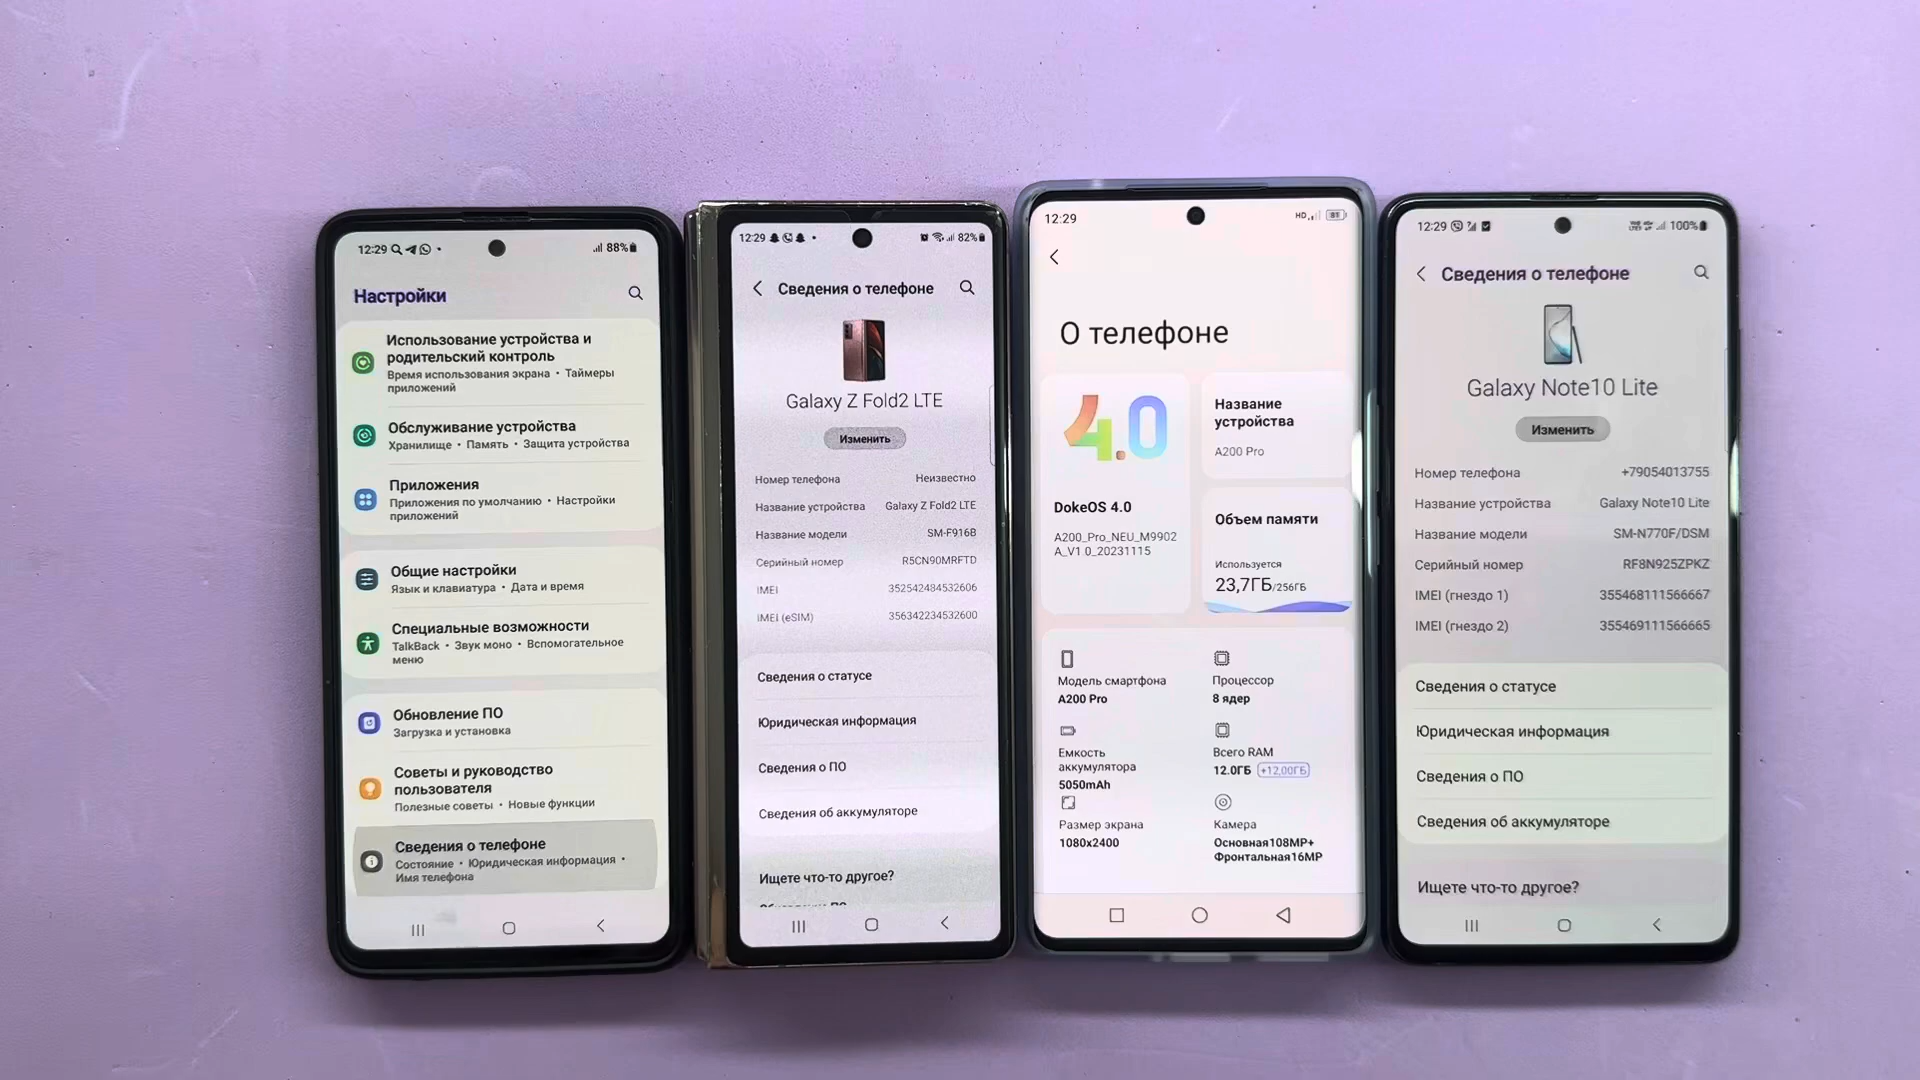 12:29
88%
Настройки
Использование устройства и
родительский контроль
Время использования экрана • Таймеры
приложений
Обслуживание устройства
Хранилище • Память • Защита устройства
Приложения
Приложения по умолчанию • Настройки
приложений
Общие настройки
Язык и клавиатура • Дата и время
Специальные возможности
TalkBack • Звук моно • Вспомогательное
меню
Обновление ПО
Загрузка и установка
Советы и руководство
пользователя
Полезные советы • Новые функции
Сведения о телефоне
Состояние • Юридическая информация •
Имя телефона
12:29
82%
Сведения о телефоне
Galaxy Z Fold2 LTE
Изменить
Номер телефона Неизвестно
Название устройства Galaxy Z Fold2 LTE
Название модели SM-F916B
Серийный номер R5CN90MRFTD
IMEI 352542484532606
IMEI (eSIM) 356342234532600
Сведения о статусе
Юридическая информация
Сведения о ПО
Сведения об аккумуляторе
Ищете что-то другое?
12:29
HD 81
О телефоне
4.0
DokeOS 4.0
A200_Pro_NEU_M9902
A_V1.0_20231115
Название
устройства
A200 Pro
Объем памяти
Используется
23,7ГБ/256ГБ
Модель смартфона
A200 Pro
Процессор
8 ядер
Емкость
аккумулятора
5050mAh
Всего RAM
12.0ГБ +12,00ГБ
Размер экрана
1080x2400
Камера
Основная108MP+
Фронтальная16MP
12:29
100%
Сведения о телефоне
Galaxy Note10 Lite
Изменить
Номер телефона +79054013755
Название устройства Galaxy Note10 Lite
Название модели SM-N770F/DSM
Серийный номер RF8N925ZPKZ
IMEI (гнездо 1) 355468111566667
IMEI (гнездо 2) 355469111566665
Сведения о статусе
Юридическая информация
Сведения о ПО
Сведения об аккумуляторе
Ищете что-то другое?